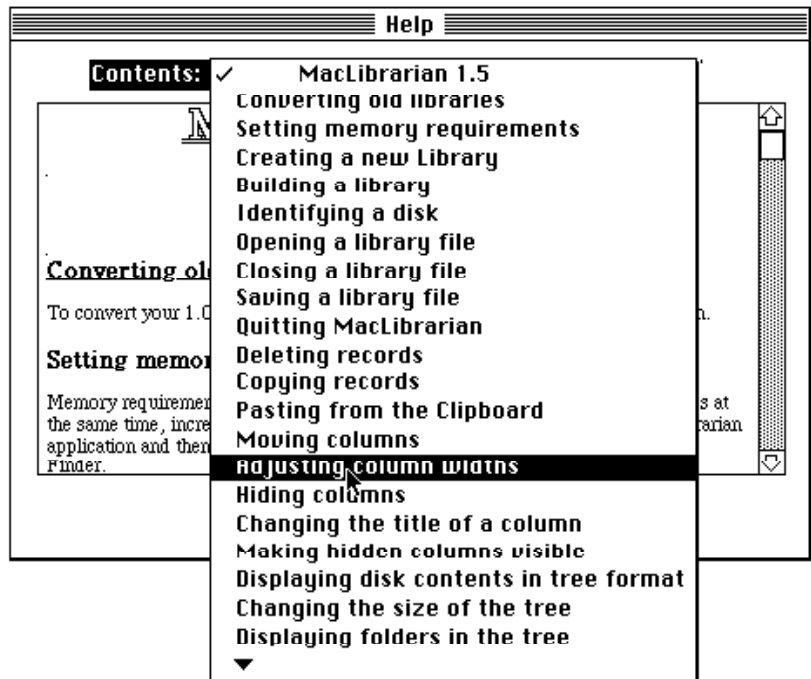 Help
Contents:
✓ MacLibrarian 1.5
Converting old libraries
Setting memory requirements
Creating a new Library
Building a library
Identifying a disk
Opening a library file
Closing a library file
Saving a library file
Quitting MacLibrarian
Deleting records
Copying records
Pasting from the Clipboard
Moving columns
Adjusting column widths
Hiding columns
Changing the title of a column
Making hidden columns visible
Displaying disk contents in tree format
Changing the size of the tree
Displaying folders in the tree
M
Converting ol
To convert your 1.0
n.
Setting memor
Memory requiremen
s at
the same time, incre
rarian
application and then
Finder.